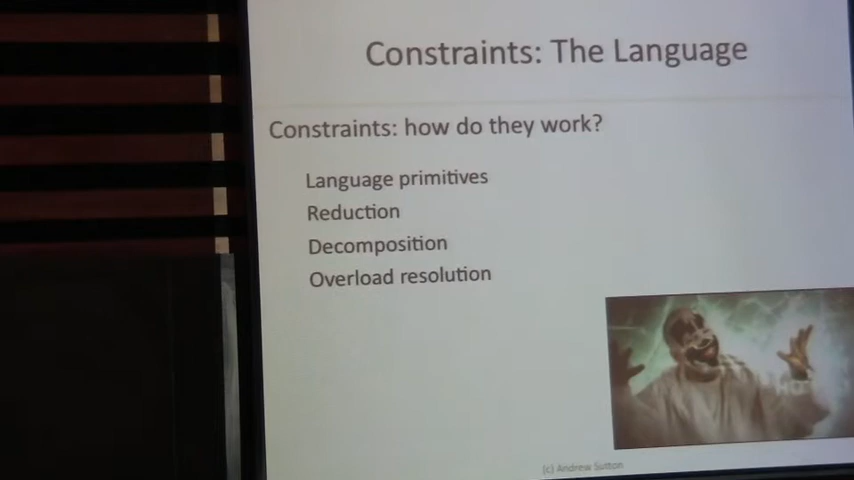 Constraints: The Language
Constraints: how do they work?
Language primitives
Reduction
Decomposition
Overload resolution
(c) Andrew Sutton